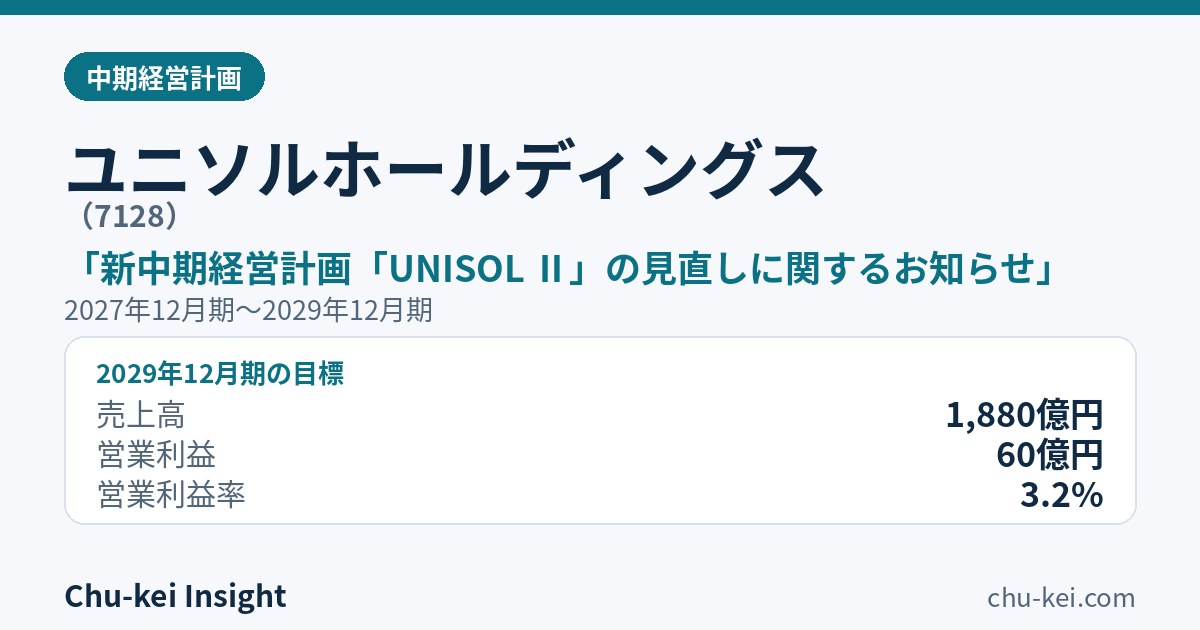 中期経営計画
ユニソルホールディングス
（7128）
「新中期経営計画「UNISOL Ⅱ」の見直しに関するお知らせ」
2027年12月期～2029年12月期
2029年12月期の目標
売上高 1,880億円
営業利益 60億円
営業利益率 3.2%
Chu-kei Insight chu-kei.com